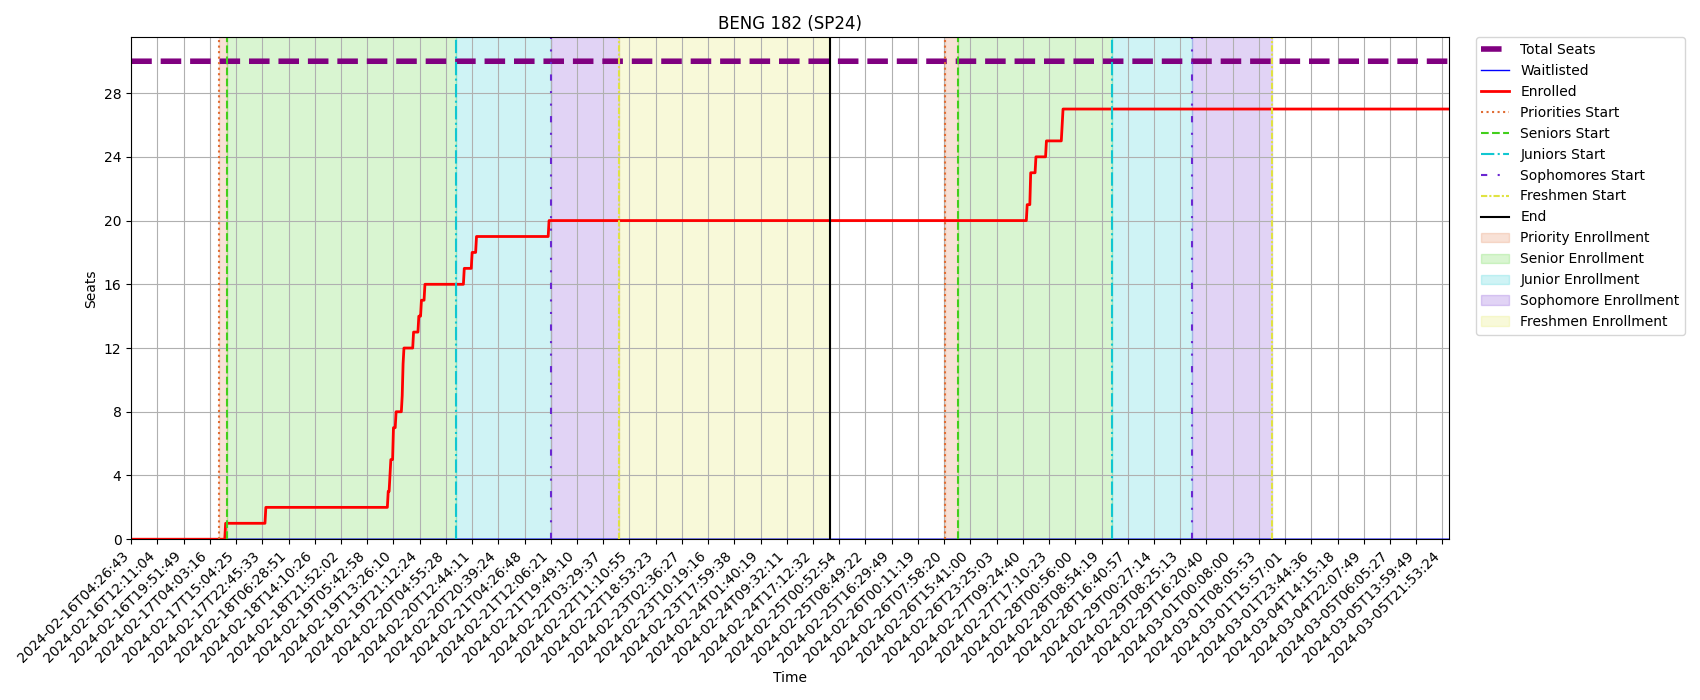 BENG 182 (SP24)
Seats
28
24
20
16
12
8
4
0
2024-02-16T04:26:43
2024-02-16T12:11:04
2024-02-16T19:51:49
2024-02-17T04:03:16
2024-02-17T15:04:25
2024-02-17T22:45:33
2024-02-18T06:28:51
2024-02-18T14:10:26
2024-02-18T21:52:02
2024-02-19T05:42:58
2024-02-19T13:26:10
2024-02-19T21:12:24
2024-02-20T04:55:28
2024-02-20T12:44:11
2024-02-20T20:39:24
2024-02-21T04:26:48
2024-02-21T12:06:21
2024-02-21T19:49:10
2024-02-22T03:29:37
2024-02-22T11:10:55
2024-02-22T18:53:23
2024-02-23T02:36:27
2024-02-23T10:19:16
2024-02-23T17:59:38
2024-02-24T01:40:19
2024-02-24T09:32:11
2024-02-24T17:12:32
2024-02-25T00:52:54
2024-02-25T08:49:22
2024-02-25T16:29:49
2024-02-26T00:11:19
2024-02-26T07:58:20
2024-02-26T15:41:00
2024-02-26T23:25:03
2024-02-27T09:24:40
2024-02-27T17:10:23
2024-02-28T00:56:00
2024-02-28T08:54:19
2024-02-28T16:40:57
2024-02-29T00:27:14
2024-02-29T08:25:13
2024-02-29T16:20:40
2024-03-01T00:08:00
2024-03-01T08:05:53
2024-03-01T15:57:01
2024-03-01T23:44:36
2024-03-04T14:15:18
2024-03-04T22:07:49
2024-03-05T06:05:27
2024-03-05T13:59:49
2024-03-05T21:53:24
Time
Total Seats
Waitlisted
Enrolled
Priorities Start
Seniors Start
Juniors Start
Sophomores Start
Freshmen Start
End
Priority Enrollment
Senior Enrollment
Junior Enrollment
Sophomore Enrollment
Freshmen Enrollment